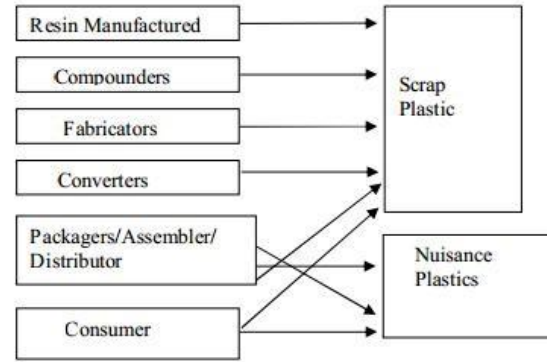 Resin Manufactured
Compounders
Fabricators
Converters
Packagers/Assembler/
Distributor
Consumer
Scrap
Plastic
Nuisance
Plastics